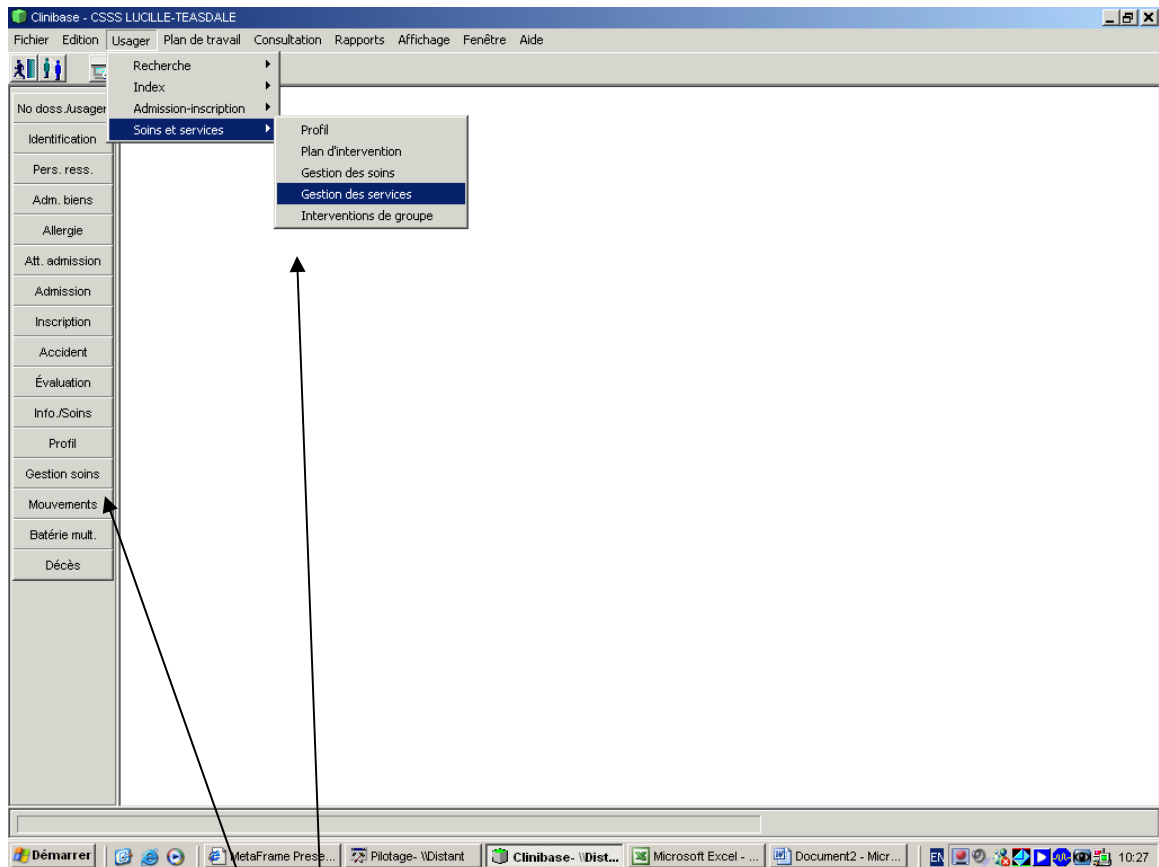 Clinibase - CSSS LUCILLE-TEASDALE
Fichier Edition Usager Plan de travail Consultation Rapports Affichage Fenêtre Aide
Recherche
Index
Admission-inscription
Soins et services
Profil
Plan d'intervention
Gestion des soins
Gestion des services
Interventions de groupe
No doss./usager
Identification
Pers. ress.
Adm. biens
Allergie
Att. admission
Admission
Inscription
Accident
Évaluation
Info./Soins
Profil
Gestion soins
Mouvements
Batérie mult.
Décès
Démarrer MetaFrame Prese... Pilotage- \\Distant Clinibase- \\Dist... Microsoft Excel - ... Document2 - Micr... EN 10:27